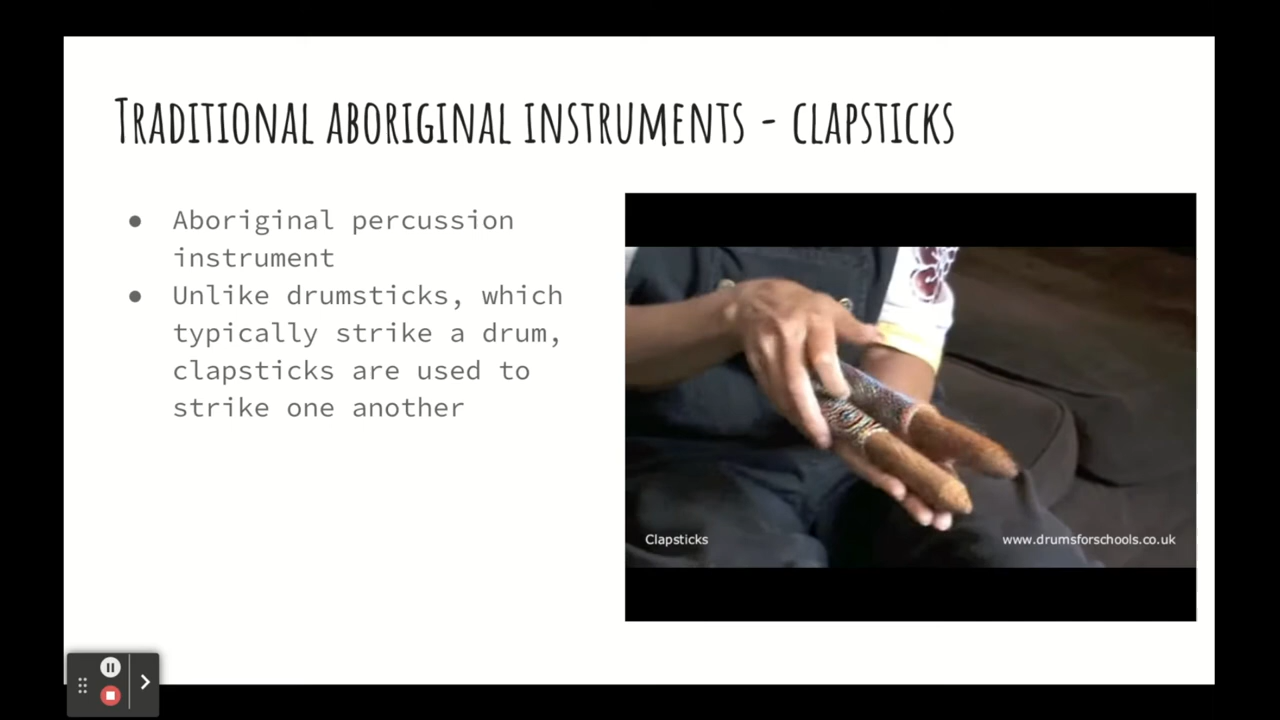 Traditional aboriginal instruments - clapsticks
● Aboriginal percussion
instrument
● Unlike drumsticks, which
typically strike a drum,
clapsticks are used to
strike one another
Clapsticks
www.drumsforschools.co.uk